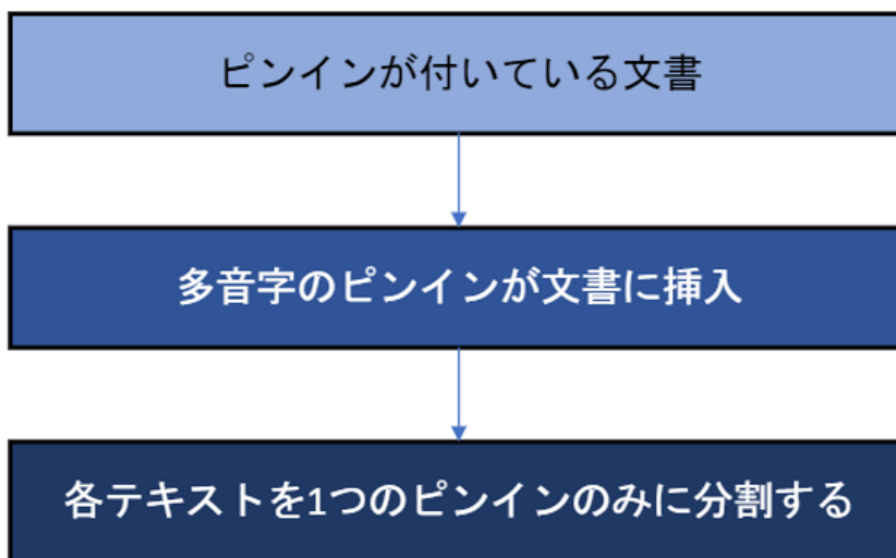 ピンインが付いている文書
多音字のピンインが文書に挿入
各テキストを1つのピンインのみに分割する